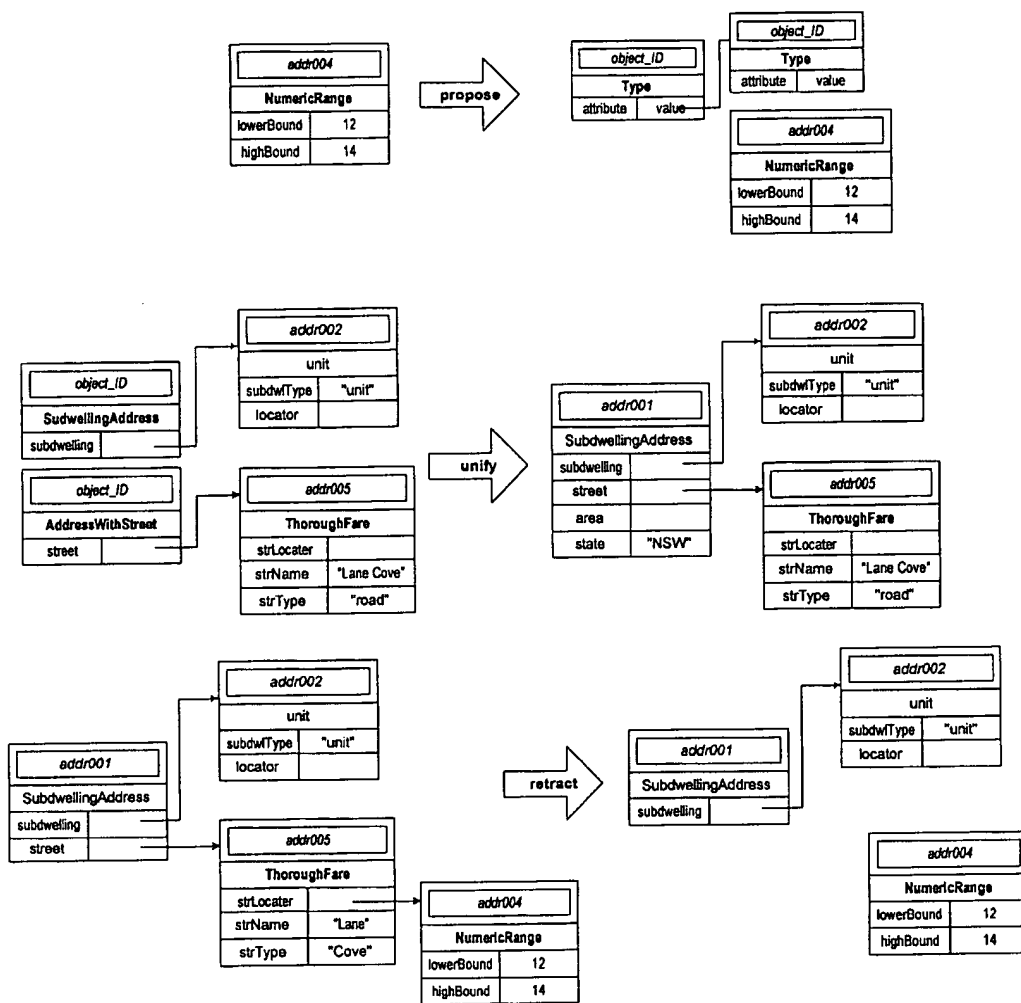 addr004
NumericRange
lowerBound 12
highBound 14
propose
object_ID
Type
attribute value
object_ID
Type
attribute value
addr004
NumericRange
lowerBound 12
highBound 14
object_ID
SudwellingAddress
subdwelling
addr002
unit
subdwlType "unit"
locator
object_ID
AddressWithStreet
street
addr005
ThoroughFare
strLocater
strName "Lane Cove"
strType "road"
unify
addr001
SubdwellingAddress
subdwelling
street
area
state "NSW"
addr002
unit
subdwlType "unit"
locator
addr005
ThoroughFare
strLocater
strName "Lane Cove"
strType "road"
addr001
SubdwellingAddress
subdwelling
street
addr002
unit
subdwlType "unit"
locator
addr005
ThoroughFare
strLocater
strName "Lane"
strType "Cove"
addr004
NumericRange
lowerBound 12
highBound 14
retract
addr001
SubdwellingAddress
subdwelling
addr002
unit
subdwlType "unit"
locator
addr004
NumericRange
lowerBound 12
highBound 14